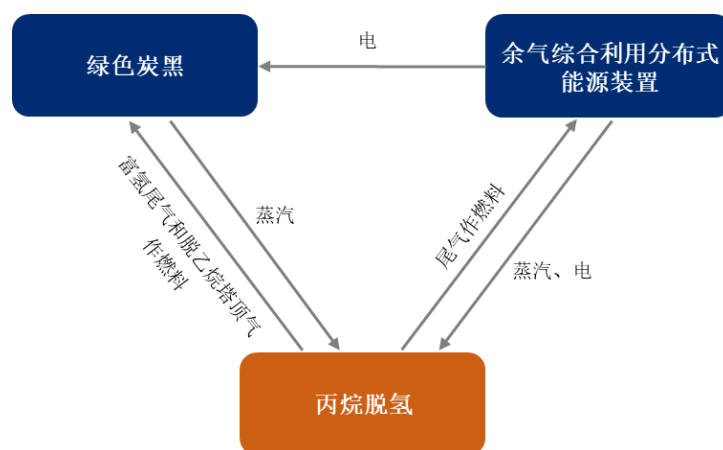 电
绿色炭黑
余气综合利用分布式
能源装置
富氢尾气和脱乙烷塔顶气
作燃料
蒸汽
尾气作燃料
蒸汽、电
丙烷脱氢